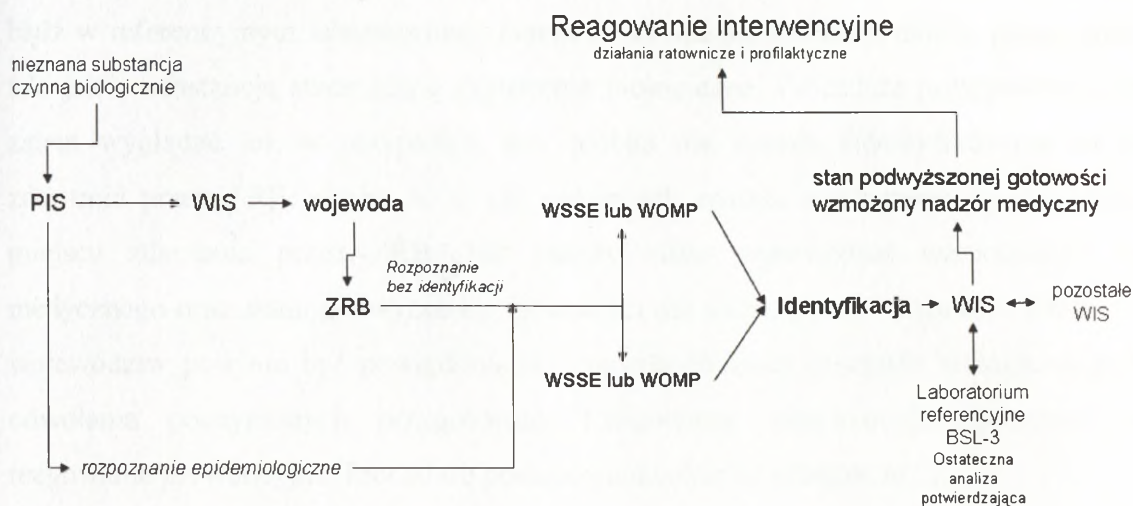 Reagowanie interwencyjne
działania ratownicze i profilaktyczne
nieznana substancja
czynna biologicznie
PIS
WIS
wojewoda
ZRB
Rozpoznanie
bez identyfikacji
rozpoznanie epidemiologiczne
WSSE lub WOMP
WSSE lub WOMP
Identyfikacja
stan podwyższonej gotowości
wzmożony nadzór medyczny
WIS
pozostałe
WIS
Laboratorium
referencyjne
BSL-3
Ostateczna
analiza
potwierdzająca